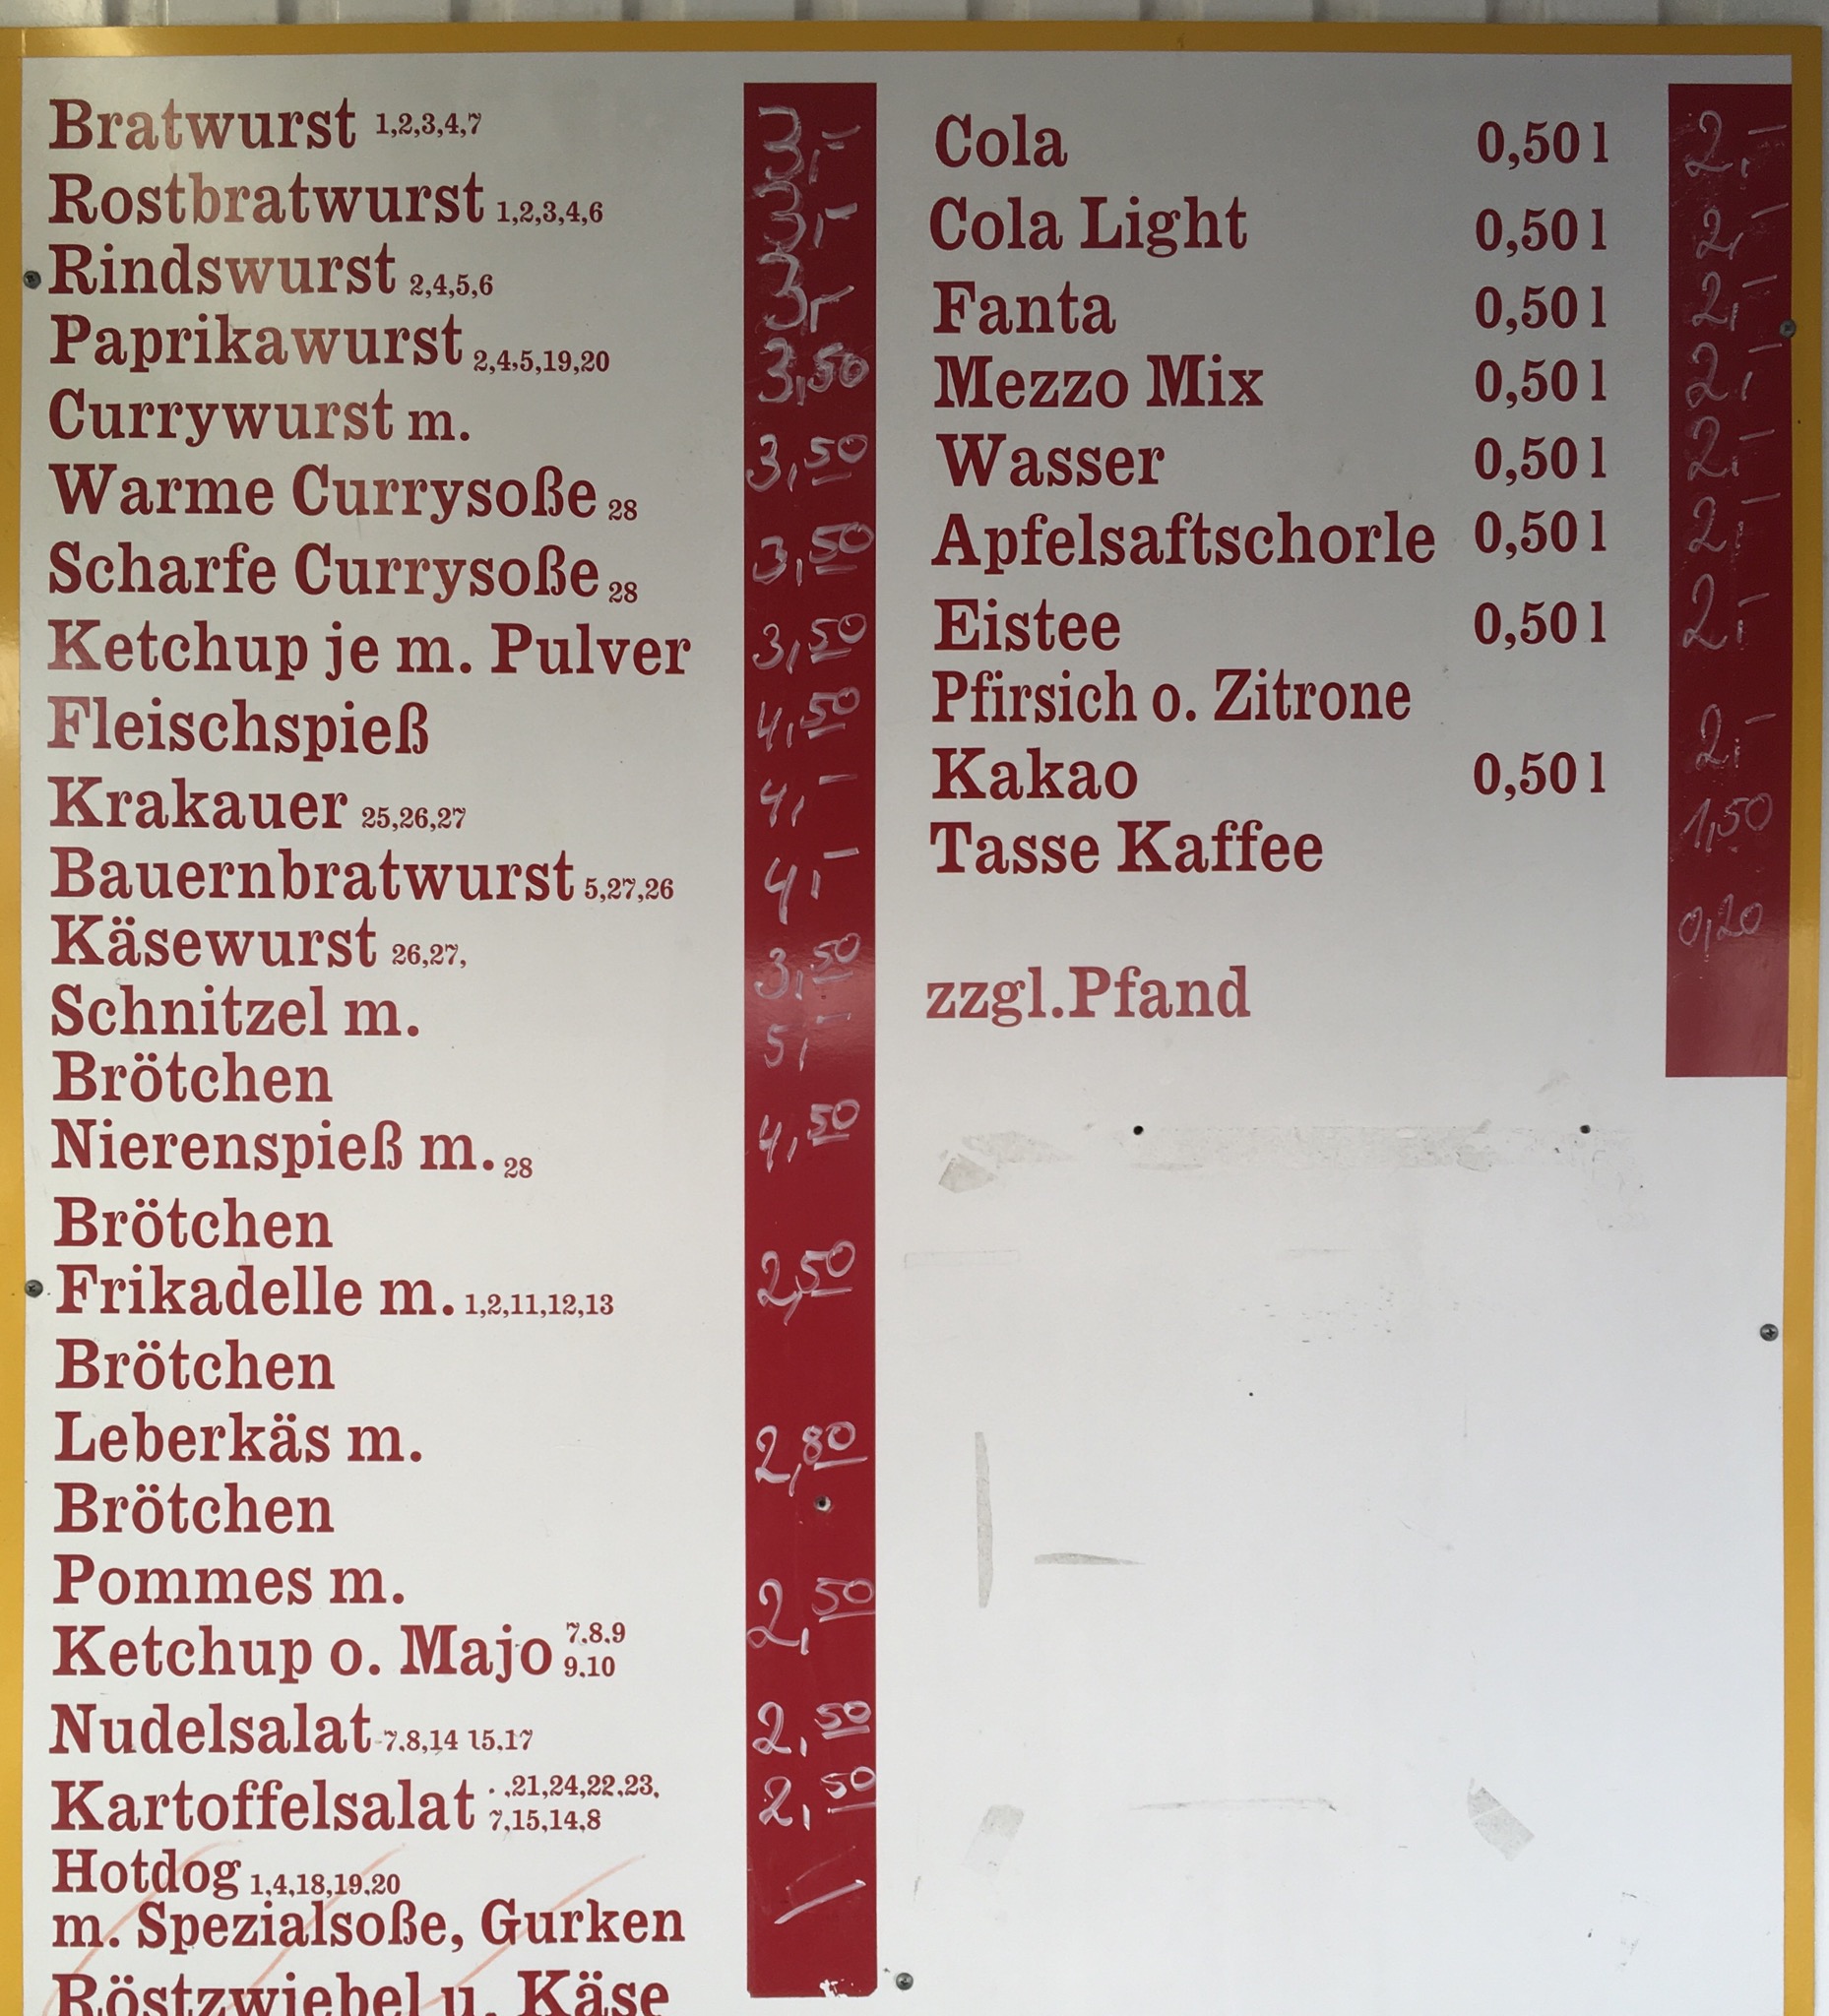 Bratwurst 1,2,3,4,7 3,-
Rostbratwurst 1,2,3,4,6 3,-
Rindswurst 2,4,5,6 3,-
Paprikawurst 2,4,5,19,20 3,50
Currywurst m. 3,50
Warme Currysoße 28 3,50
Scharfe Currysoße 28
Ketchup je m. Pulver 3,50
Fleischspieß 4,50
Krakauer 25,26,27 4,-
Bauernbratwurst 5,27,26 4,-
Käsewurst 26,27, 3,50
Schnitzel m. 5,-
Brötchen
Nierenspieß m. 28 4,50
Brötchen
Frikadelle m. 1,2,11,12,13 2,50
Brötchen
Leberkäs m. 2,80
Brötchen
Pommes m. 2,50
Ketchup o. Majo 7.8.9 9.10
Nudelsalat 7.8,14 15.17 2,50
Kartoffelsalat .21,24,22,23, 7,15,14,8 2,50
Hotdog 1,4,18,19,20
m. Spezialsoße, Gurken
Röstzwiebel u. Käse
Cola 0,50 l 2,-
Cola Light 0,50 l 2,-
Fanta 0,50 l 2,-
Mezzo Mix 0,50 l 2,-
Wasser 0,50 l 2,-
Apfelsaftschorle 0,50 l 2,-
Eistee 0,50 l 2,-
Pfirsich o. Zitrone
Kakao 0,50 l 2,-
Tasse Kaffee 1,50
zzgl.Pfand 0,20